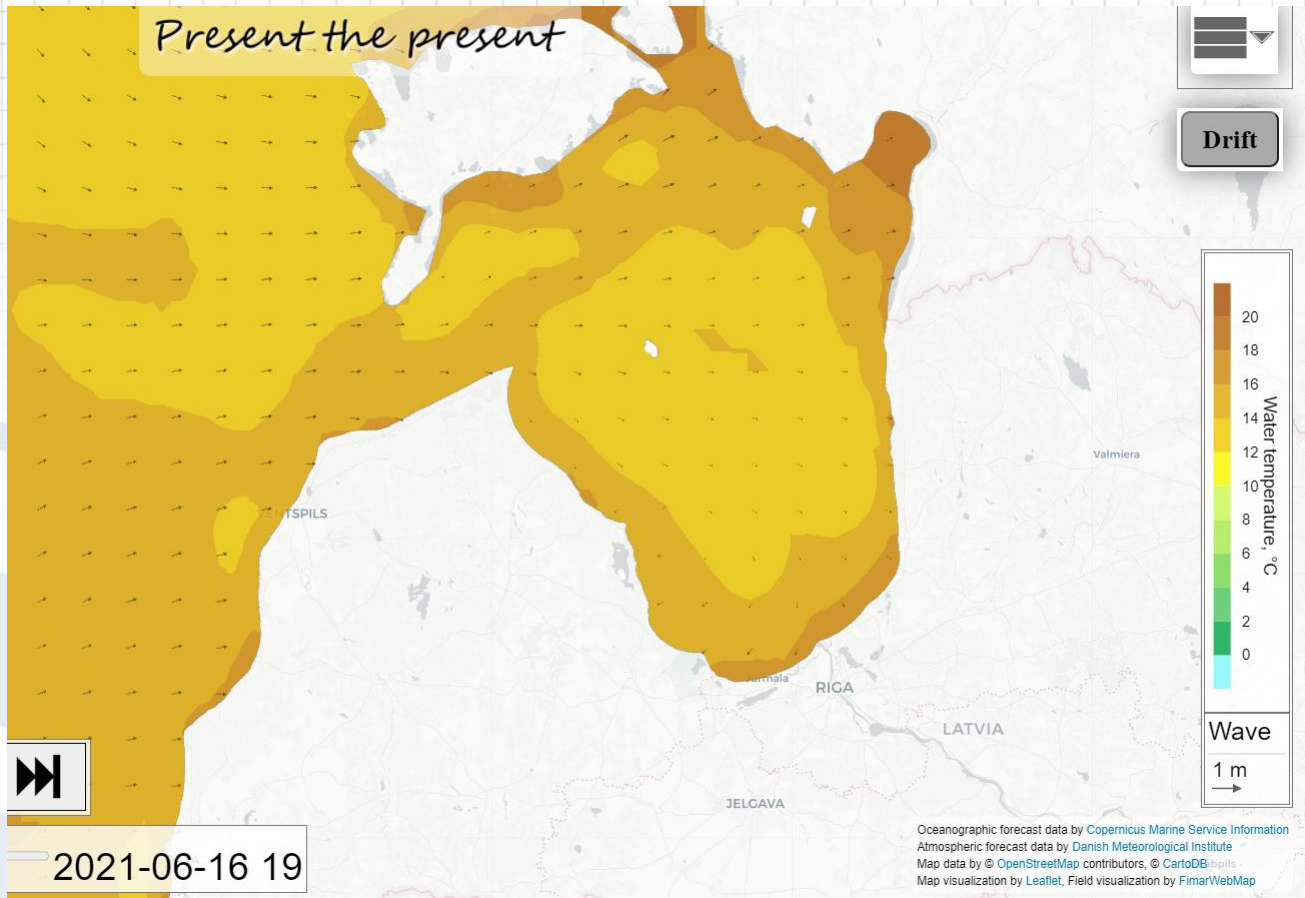 Present the present
Drift
20
18
16
14
12
10
8
6
4
2
0
Water temperature, °C
Wave
1 m
NTSPILS
Valmiera
Jurmala
RIGA
LATVIA
JELGAVA
2021-06-16 19
Oceanographic forecast data by Copernicus Marine Service Information
Atmospheric forecast data by Danish Meteorological Institute
Map data by © OpenStreetMap contributors, © CartoDB
Map visualization by Leaflet, Field visualization by FimarWebMap